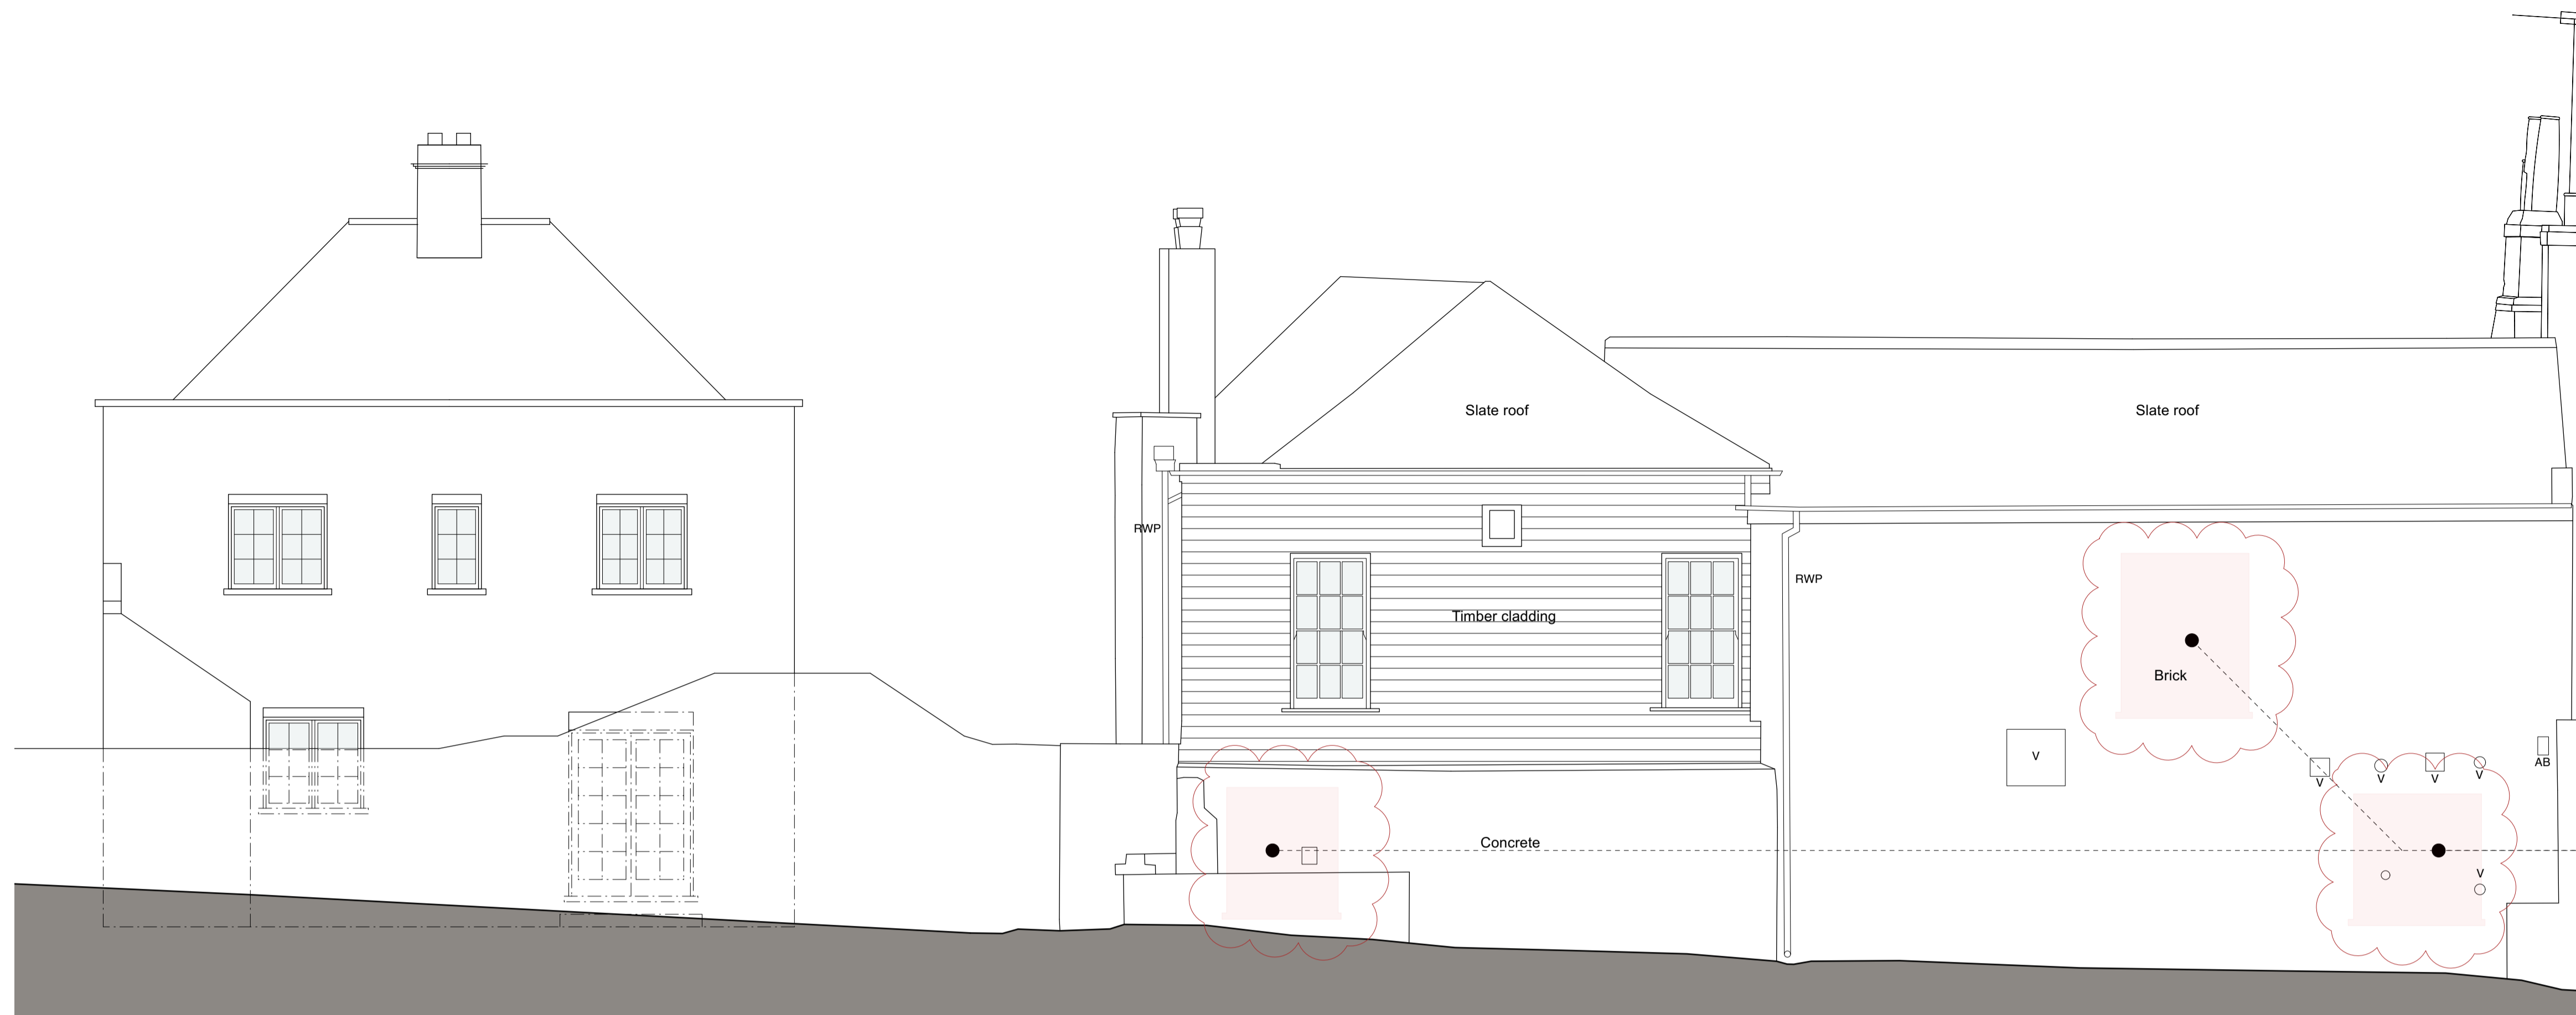 Slate roof
Slate roof
RWP
RWP
Timber cladding
Brick
V
V
V
V
V
AB
Concrete
V